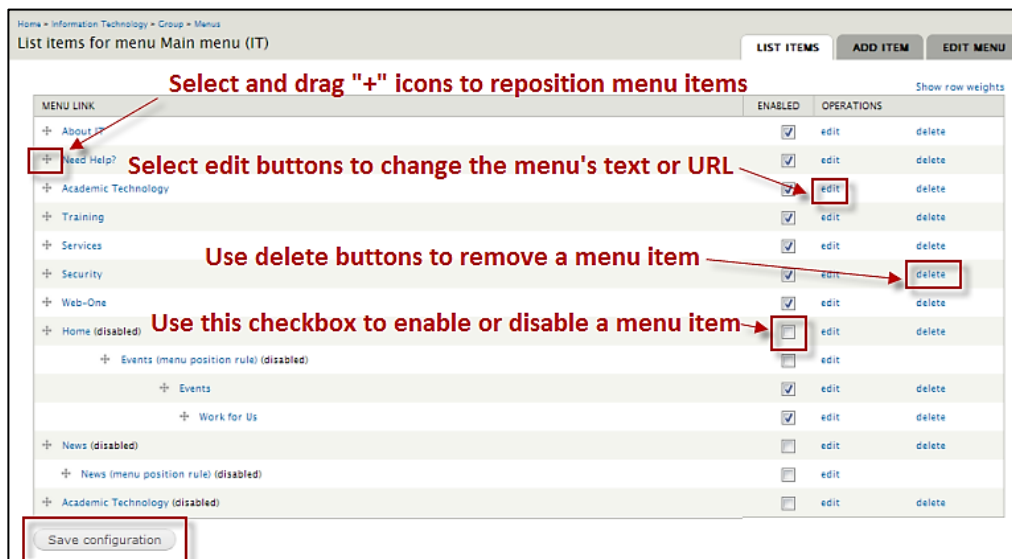 Home » Information Technology » Group » Menus
List items for menu Main menu (IT)
LIST ITEMS ADD ITEM EDIT MENU
Select and drag "+" icons to reposition menu items
Show row weights
MENU LINK ENABLED OPERATIONS
About IT edit delete
Need Help? edit delete
Select edit buttons to change the menu's text or URL
Academic Technology edit delete
Training edit delete
Services edit delete
Use delete buttons to remove a menu item
Security edit delete
Web-One edit delete
Use this checkbox to enable or disable a menu item
Home (disabled) edit delete
Events (menu position rule) (disabled) edit
Events edit delete
Work for Us edit delete
News (disabled) edit delete
News (menu position rule) (disabled) edit
Academic Technology (disabled) edit delete
Save configuration